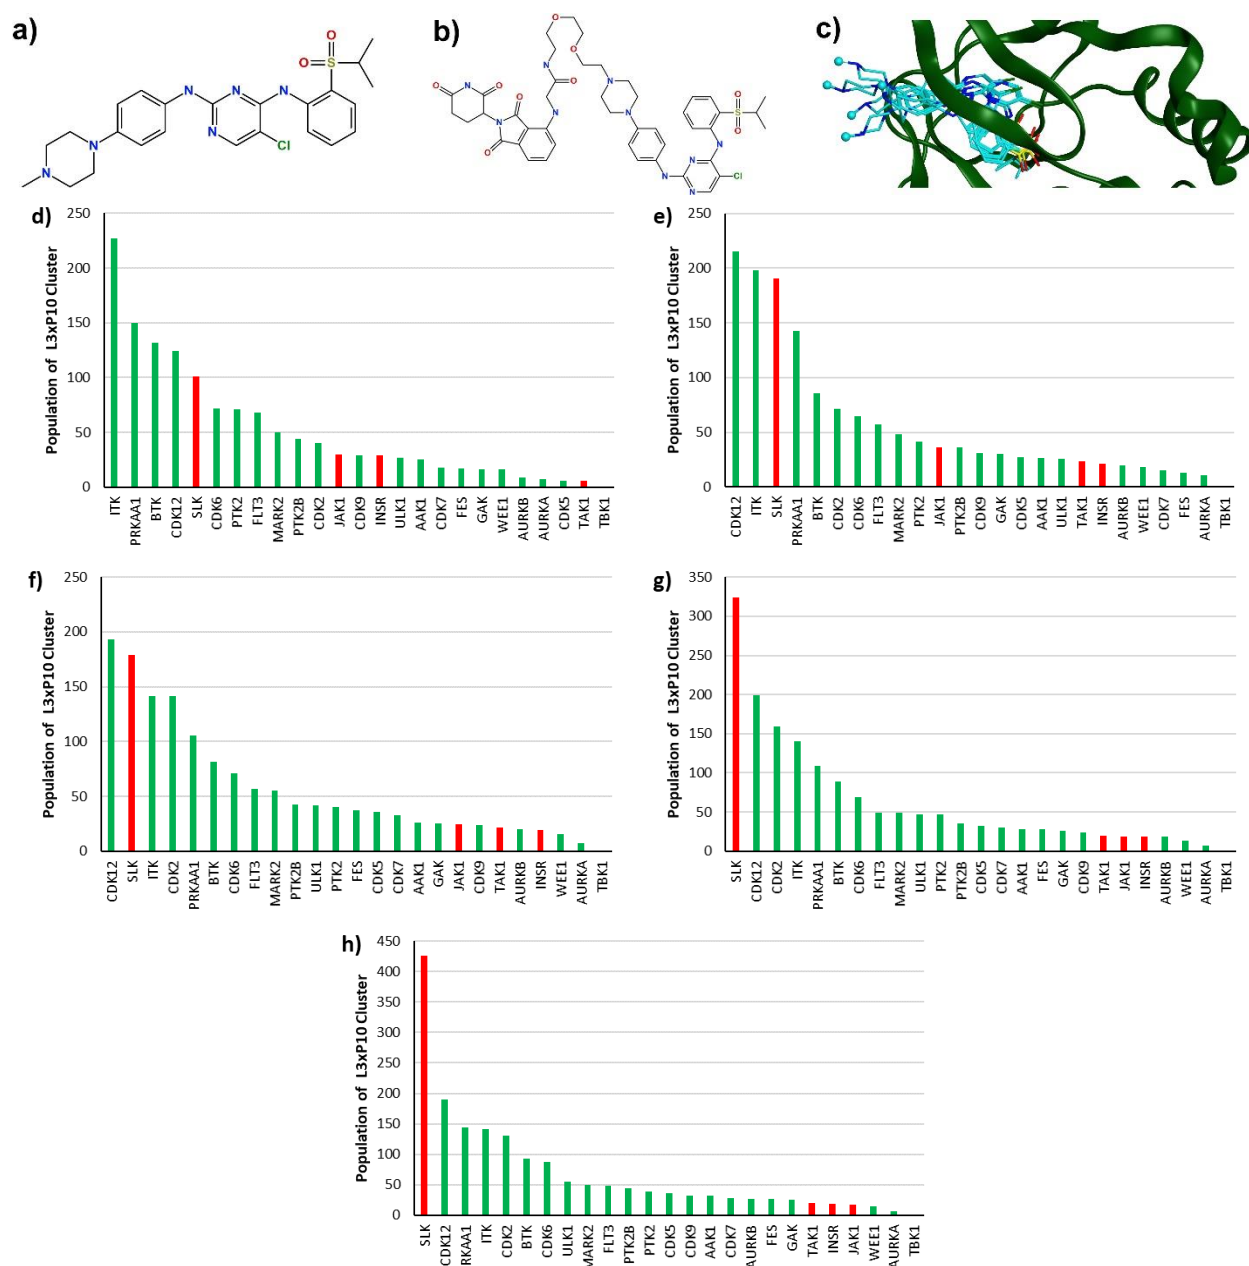 a)
b)
c)
O
O
S
N
N
N
N
Cl
N
N
O
O
N
O
O
N
O
N
O
N
O
N
N
N
O
S
O
N
N
N
N
Cl
d)
Population of L3xP10 Cluster
250
200
150
100
50
0
ITK PRKAA1 BTK CDK12 SLK CDK6 PTK2 FLT3 MARK2 PTK2B CDK2 JAK1 CDK9 INSR ULK1 AAK1 CDK7 FES GAK WEE1 AURKB AURKA CDK5 TAK1 TBK1
e)
Population of L3xP10 Cluster
250
200
150
100
50
0
CDK12 ITK SLK PRKAA1 BTK CDK2 CDK6 FLT3 MARK2 PTK2 JAK1 PTK2B CDK9 GAK CDK5 AAK1 ULK1 TAK1 INSR AURKB WEE1 CDK7 FES AURKA TBK1
f)
Population of L3xP10 Cluster
250
200
150
100
50
0
CDK12 SLK ITK CDK2 PRKAA1 BTK CDK6 FLT3 MARK2 PTK2B ULK1 PTK2 FES CDK5 CDK7 AAK1 GAK JAK1 CDK9 TAK1 AURKB INSR WEE1 AURKA TBK1
g)
Population of L3xP10 Cluster
350
300
250
200
150
100
50
0
SLK CDK12 CDK2 ITK PRKAA1 BTK CDK6 FLT3 MARK2 ULK1 PTK2 PTK2B CDK5 CDK7 AAK1 FES GAK CDK9 TAK1 JAK1 INSR AURKB WEE1 AURKA TBK1
h)
Population of L3xP10 Cluster
450
400
350
300
250
200
150
100
50
0
SLK CDK12 RKAA1 ITK CDK2 BTK CDK6 ULK1 MARK2 FLT3 PTK2B PTK2 CDK5 CDK9 AAK1 CDK7 AURKB FES GAK TAK1 INSR JAK1 WEE1 AURKA TBK1